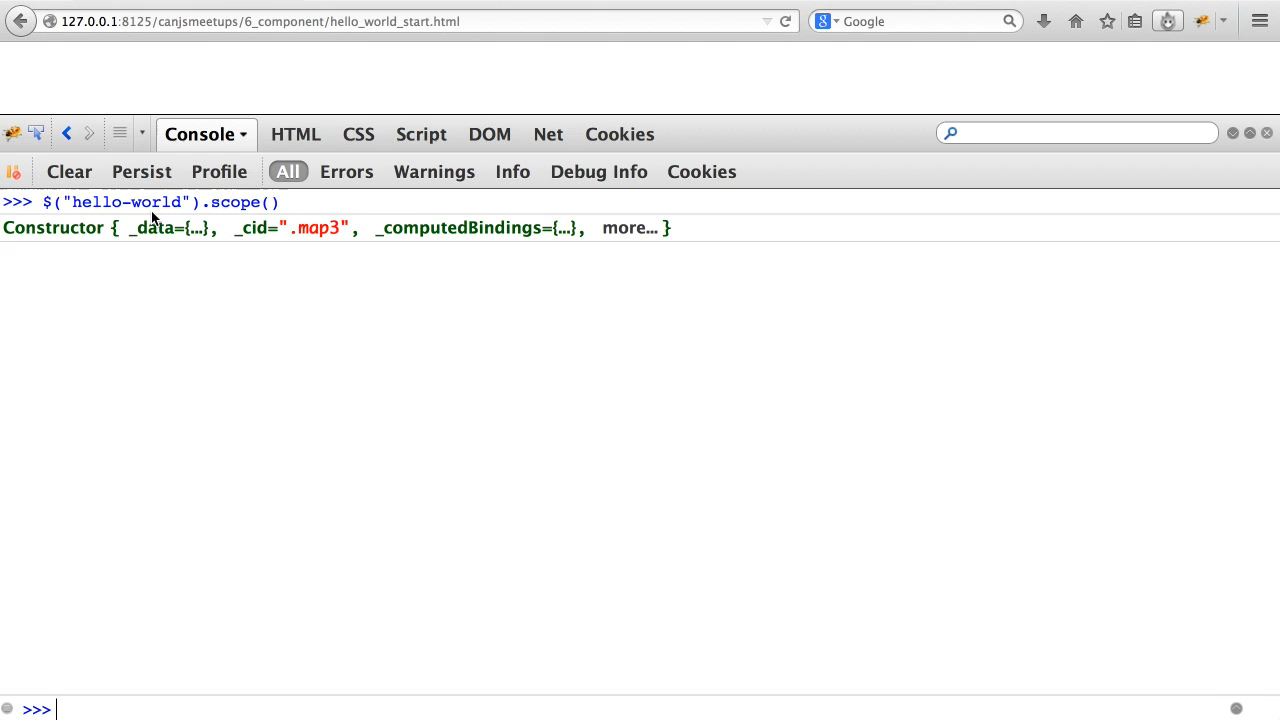 127.0.0.1:8125/canjsmeetups/6_component/hello_world_start.html
Google
Console HTML CSS Script DOM Net Cookies
Clear Persist Profile All Errors Warnings Info Debug Info Cookies
>>> $("hello-world").scope()
Constructor { _data={...}, _cid=".map3", _computedBindings={...}, more... }
>>>